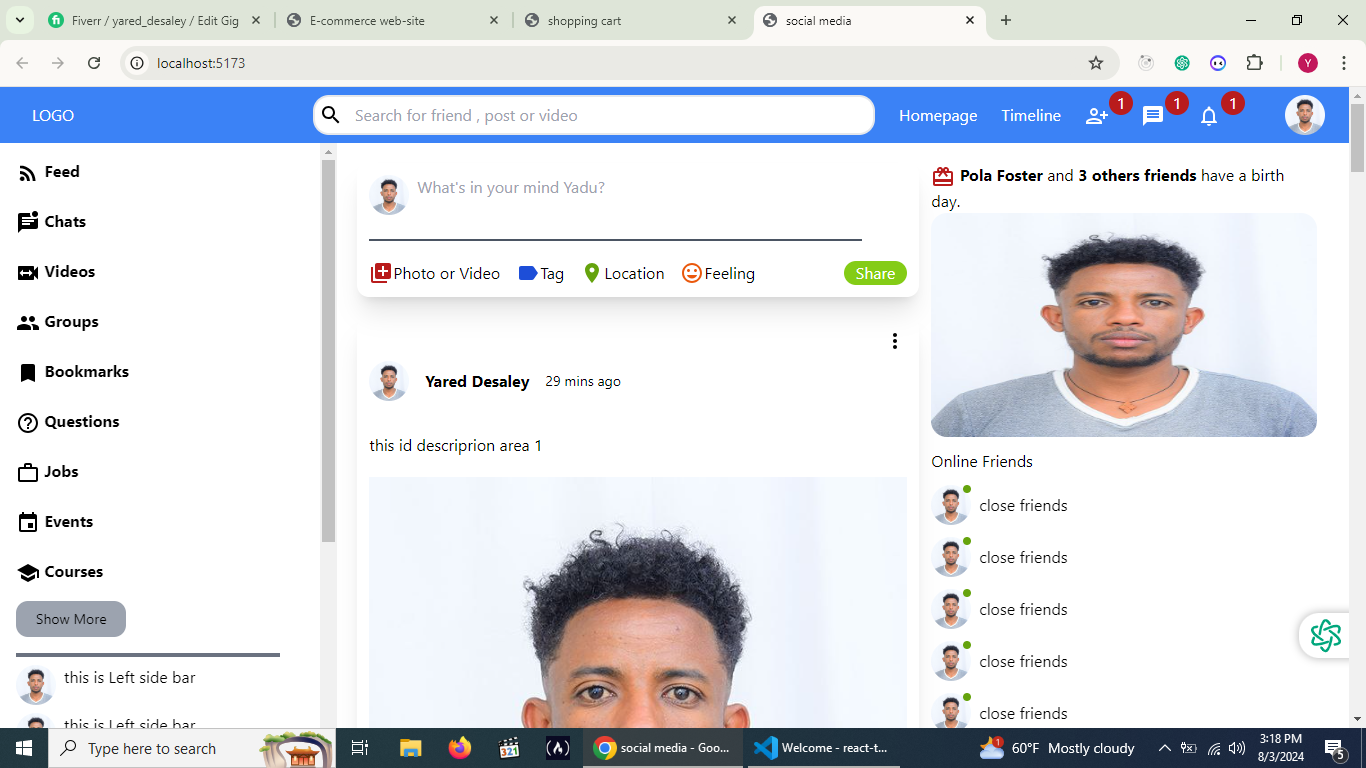 Fiverr / yared_desaley / Edit Gig
E-commerce web-site
shopping cart
social media
localhost:5173
Y
LOGO
Search for friend , post or video
Homepage
Timeline
1
1
1
Feed
Chats
Videos
Groups
Bookmarks
Questions
Jobs
Events
Courses
Show More
this is Left side bar
this is Left side bar
What's in your mind Yadu?
Photo or Video
Tag
Location
Feeling
Share
Yared Desaley 29 mins ago
this id descriprion area 1
Pola Foster and 3 others friends have a birth
day.
Online Friends
close friends
close friends
close friends
close friends
close friends
Type here to search
321
social media - Goo...
Welcome - react-t...
1
60°F Mostly cloudy
3:18 PM
8/3/2024
5